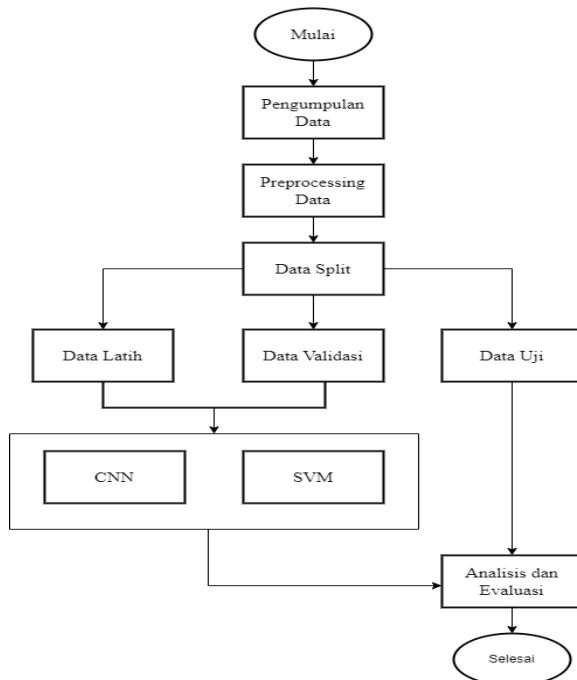 Mulai
Pengumpulan
Data
Preprocessing
Data
Data Split
Data Latih
Data Validasi
Data Uji
CNN
SVM
Analisis dan
Evaluasi
Selesai